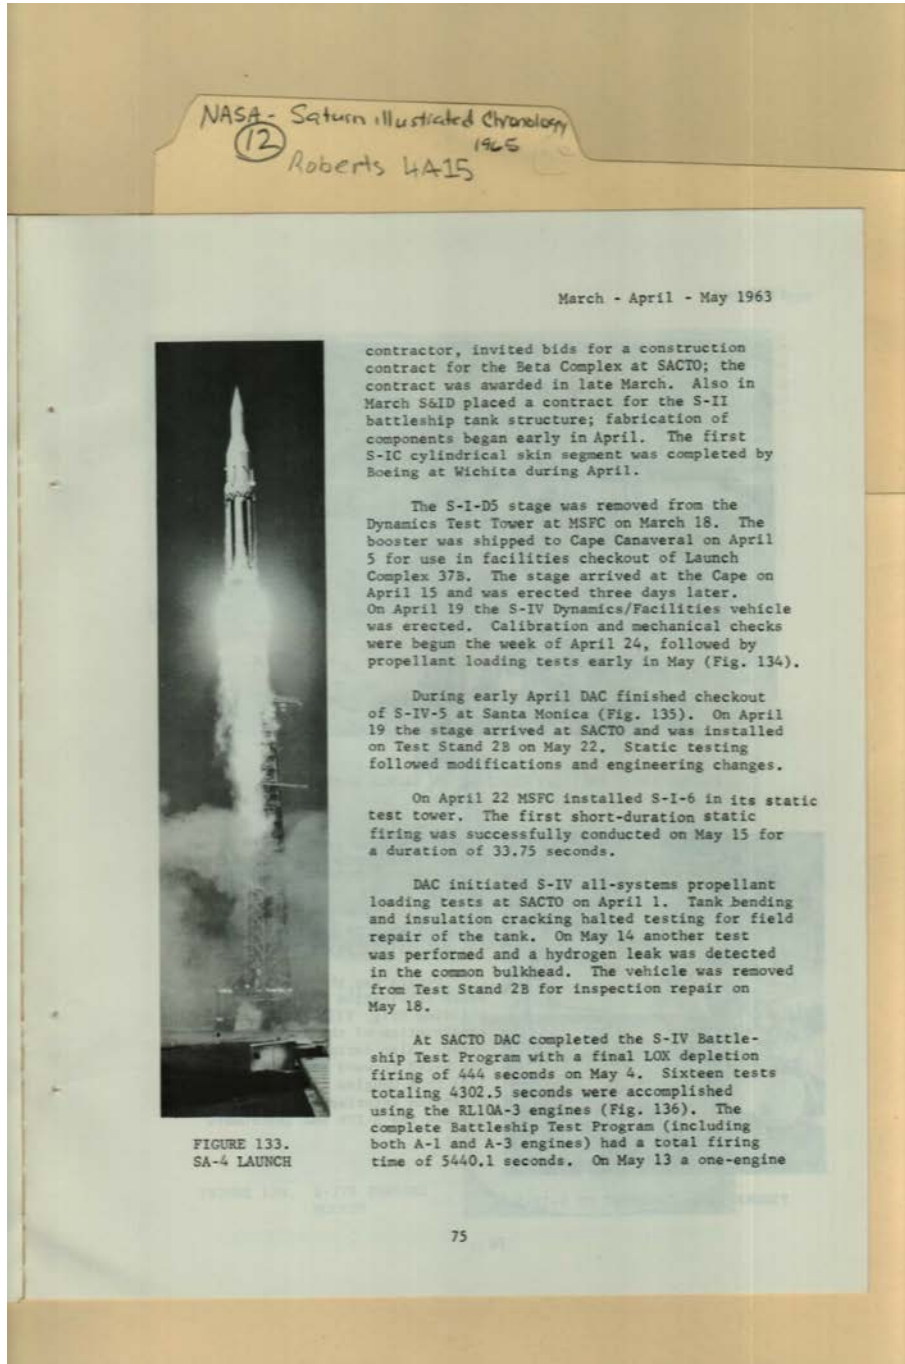 NASA - Saturn illustrated Chronology
12
1965
Roberts 4A15
March - April - May 1963
contractor, invited bids for a construction
contract for the Beta Complex at SACTO; the
contract was awarded in late March. Also in
March S&ID placed a contract for the S-II
battleship tank structure; fabrication of
components began early in April. The first
S-IC cylindrical skin segment was completed by
Boeing at Wichita during April.
The S-I-D5 stage was removed from the
Dynamics Test Tower at MSFC on March 18. The
booster was shipped to Cape Canaveral on April
5 for use in facilities checkout of Launch
Complex 37B. The stage arrived at the Cape on
April 15 and was erected three days later.
On April 19 the S-IV Dynamics/Facilities vehicle
was erected. Calibration and mechanical checks
were begun the week of April 24, followed by
propellant loading tests early in May (Fig. 134).
During early April DAC finished checkout
of S-IV-5 at Santa Monica (Fig. 135). On April
19 the stage arrived at SACTO and was installed
on Test Stand 2B on May 22. Static testing
followed modifications and engineering changes.
On April 22 MSFC installed S-I-6 in its static
test tower. The first short-duration static
firing was successfully conducted on May 15 for
a duration of 33.75 seconds.
DAC initiated S-IV all-systems propellant
loading tests at SACTO on April 1. Tank bending
and insulation cracking halted testing for field
repair of the tank. On May 14 another test
was performed and a hydrogen leak was detected
in the common bulkhead. The vehicle was removed
from Test Stand 2B for inspection repair on
May 18.
At SACTO DAC completed the S-IV Battle-
ship Test Program with a final LOX depletion
firing of 444 seconds on May 4. Sixteen tests
totaling 4302.5 seconds were accomplished
using the RL10A-3 engines (Fig. 136). The
complete Battleship Test Program (including
both A-1 and A-3 engines) had a total firing
time of 5440.1 seconds. On May 13 a one-engine
FIGURE 133.
SA-4 LAUNCH
75